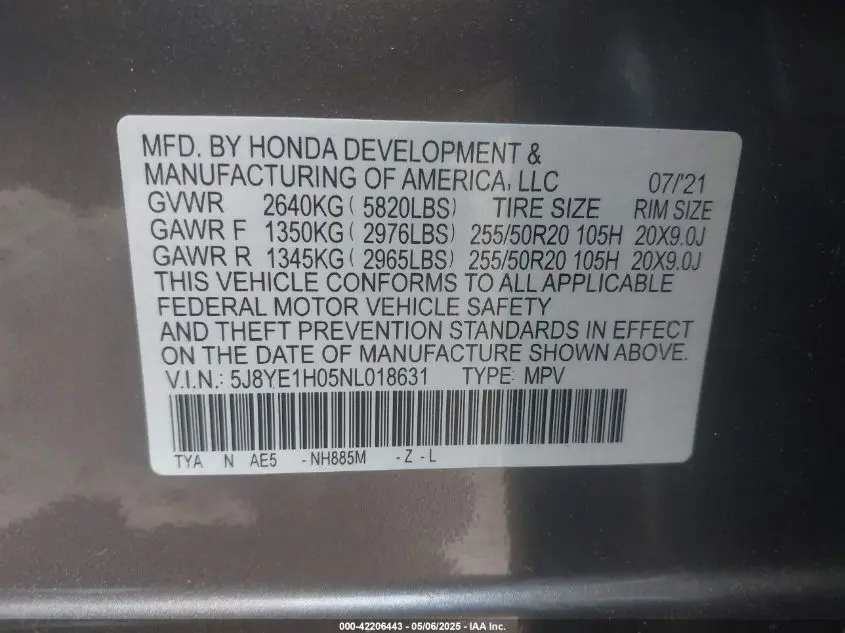 MFD. BY HONDA DEVELOPMENT &
MANUFACTURING OF AMERICA, LLC 07/'21
GVWR 2640KG ( 5820LBS) TIRE SIZE RIM SIZE
GAWR F 1350KG ( 2976LBS) 255/50R20 105H 20X9.0J
GAWR R 1345KG ( 2965LBS) 255/50R20 105H 20X9.0J
THIS VEHICLE CONFORMS TO ALL APPLICABLE
FEDERAL MOTOR VEHICLE SAFETY
AND THEFT PREVENTION STANDARDS IN EFFECT
ON THE DATE OF MANUFACTURE SHOWN ABOVE.
V.I.N.: 5J8YE1H05NL018631 TYPE: MPV
TYA N AE5 -NH885M -Z -L
000-42206443 — 05/06/2025 - IAA Inc.